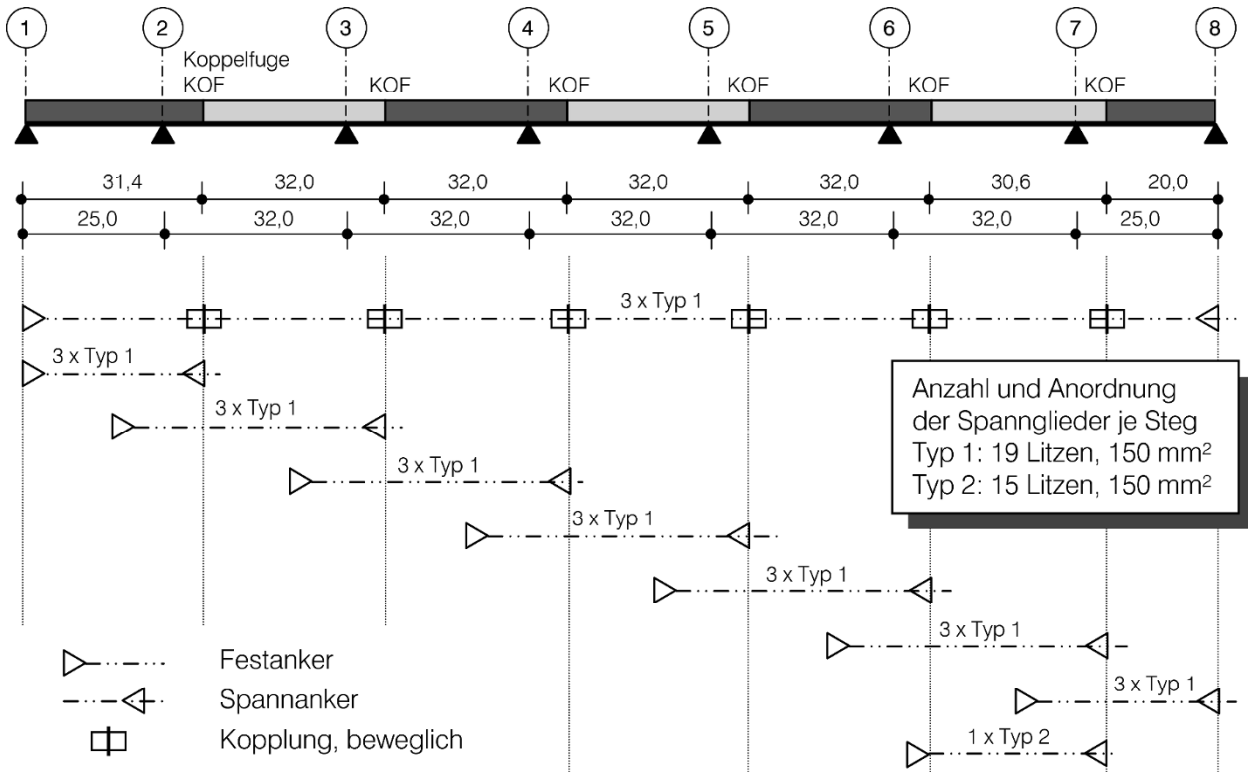 1 2 3 4 5 6 7 8
Koppelfuge
KOF KOF KOF KOF KOF KOF
31,4 32,0 32,0 32,0 32,0 30,6 20,0
25,0 32,0 32,0 32,0 32,0 32,0 25,0
3 x Typ 1
3 x Typ 1
3 x Typ 1
3 x Typ 1
3 x Typ 1
3 x Typ 1
3 x Typ 1
3 x Typ 1
1 x Typ 2
Anzahl und Anordnung
der Spannglieder je Steg
Typ 1: 19 Litzen, 150 mm²
Typ 2: 15 Litzen, 150 mm²
Festanker
Spannanker
Kopplung, beweglich